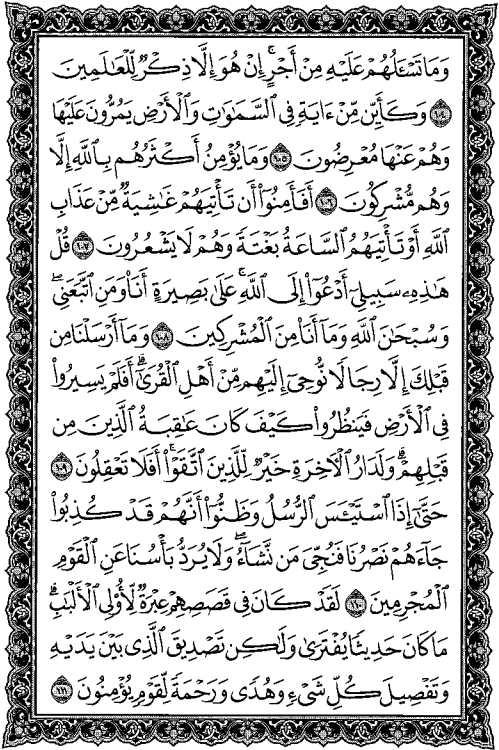 وَمَا تَسْـَٔلُهُمْ عَلَيْهِ مِنْ أَجْرٍ ۚ إِنْ هُوَ إِلَّا ذِكْرٌ لِّلْعَـٰلَمِينَ
١٠٤ وَكَأَيِّن مِّنْ ءَايَةٍ فِى ٱلسَّمَـٰوَٰتِ وَٱلْأَرْضِ يَمُرُّونَ عَلَيْهَا
وَهُمْ عَنْهَا مُعْرِضُونَ ١٠٥ وَمَا يُؤْمِنُ أَكْثَرُهُم بِٱللَّهِ إِلَّا
وَهُم مُّشْرِكُونَ ١٠٦ أَفَأَمِنُوٓا۟ أَن تَأْتِيَهُمْ غَـٰشِيَةٌ مِّنْ عَذَابِ
ٱللَّهِ أَوْ تَأْتِيَهُمُ ٱلسَّاعَةُ بَغْتَةً وَهُمْ لَا يَشْعُرُونَ ١٠٧ قُلْ
هَـٰذِهِۦ سَبِيلِىٓ أَدْعُوٓا۟ إِلَى ٱللَّهِ ۚ عَلَىٰ بَصِيرَةٍ أَنَا۠ وَمَنِ ٱتَّبَعَنِى ۖ
وَسُبْحَـٰنَ ٱللَّهِ وَمَآ أَنَا۠ مِنَ ٱلْمُشْرِكِينَ ١٠٨ وَمَآ أَرْسَلْنَا مِن
قَبْلِكَ إِلَّا رِجَالًا نُّوحِىٓ إِلَيْهِم مِّنْ أَهْلِ ٱلْقُرَىٰٓ ۗ أَفَلَمْ يَسِيرُوا۟
فِى ٱلْأَرْضِ فَيَنظُرُوا۟ كَيْفَ كَانَ عَـٰقِبَةُ ٱلَّذِينَ مِن
قَبْلِهِمْ ۗ وَلَدَارُ ٱلْـَٔاخِرَةِ خَيْرٌ لِّلَّذِينَ ٱتَّقَوْا۟ ۗ أَفَلَا تَعْقِلُونَ ١٠٩
حَتَّىٰٓ إِذَا ٱسْتَيْـَٔسَ ٱلرُّسُلُ وَظَنُّوٓا۟ أَنَّهُمْ قَدْ كُذِبُوا۟
جَآءَهُمْ نَصْرُنَا فَنُجِّىَ مَن نَّشَآءُ ۖ وَلَا يُرَدُّ بَأْسُنَا عَنِ ٱلْقَوْمِ
ٱلْمُجْرِمِينَ ١١٠ لَقَدْ كَانَ فِى قَصَصِهِمْ عِبْرَةٌ لِّأُو۟لِى ٱلْأَلْبَـٰبِ ۗ
مَا كَانَ حَدِيثًا يُفْتَرَىٰ وَلَـٰكِن تَصْدِيقَ ٱلَّذِى بَيْنَ يَدَيْهِ
وَتَفْصِيلَ كُلِّ شَىْءٍ وَهُدًى وَرَحْمَةً لِّقَوْمٍ يُؤْمِنُونَ ١١١